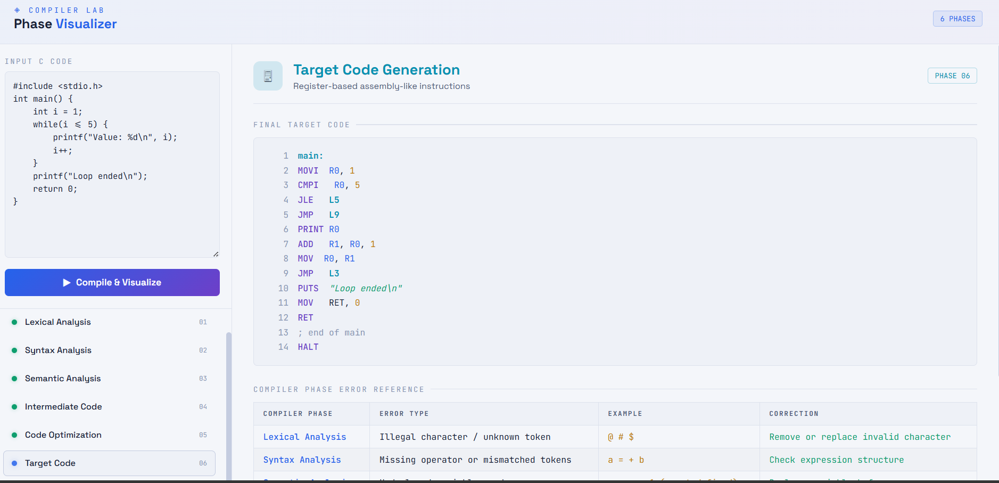 ◈ COMPILER LAB
Phase Visualizer
6 PHASES
INPUT C CODE
#include <stdio.h>
int main() {
    int i = 1;
    while(i <= 5) {
        printf("Value: %d\n", i);
        i++;
    }
    printf("Loop ended\n");
    return 0;
}
▶ Compile & Visualize
Lexical Analysis 01
Syntax Analysis 02
Semantic Analysis 03
Intermediate Code 04
Code Optimization 05
Target Code 06
Target Code Generation
Register-based assembly-like instructions
PHASE 06
FINAL TARGET CODE
1 main:
2 MOVI  R0, 1
3 CMPI   R0, 5
4 JLE   L5
5 JMP   L9
6 PRINT R0
7 ADD   R1, R0, 1
8 MOV  R0, R1
9 JMP   L3
10 PUTS  "Loop ended\n"
11 MOV   RET, 0
12 RET
13 ; end of main
14 HALT
COMPILER PHASE ERROR REFERENCE
COMPILER PHASE ERROR TYPE EXAMPLE CORRECTION
Lexical Analysis Illegal character / unknown token @ # $ Remove or replace invalid character
Syntax Analysis Missing operator or mismatched tokens a = + b Check expression structure